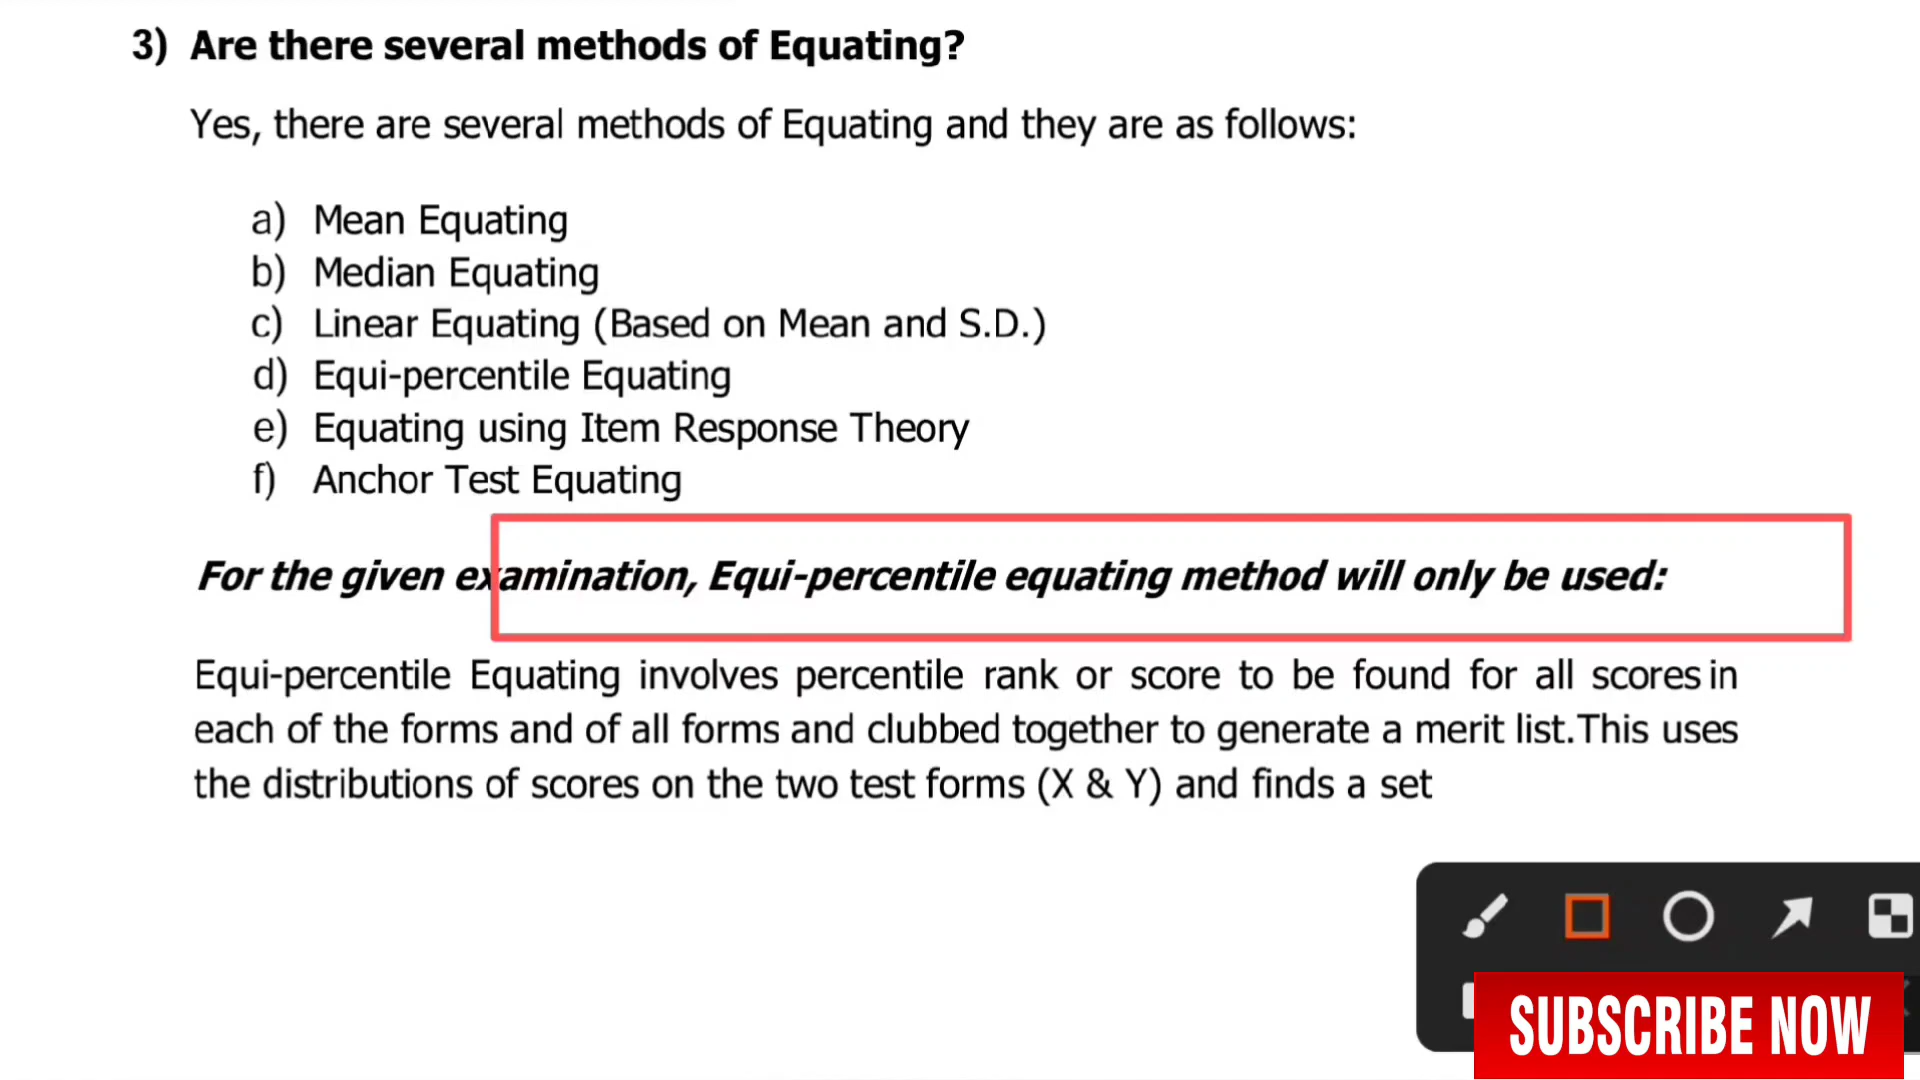 3) Are there several methods of Equating?
Yes, there are several methods of Equating and they are as follows:
a) Mean Equating
b) Median Equating
c) Linear Equating (Based on Mean and S.D.)
d) Equi-percentile Equating
e) Equating using Item Response Theory
f) Anchor Test Equating
For the given examination, Equi-percentile equating method will only be used:
Equi-percentile Equating involves percentile rank or score to be found for all scores in
each of the forms and of all forms and clubbed together to generate a merit list.This uses
the distributions of scores on the two test forms (X & Y) and finds a set
SUBSCRIBE NOW